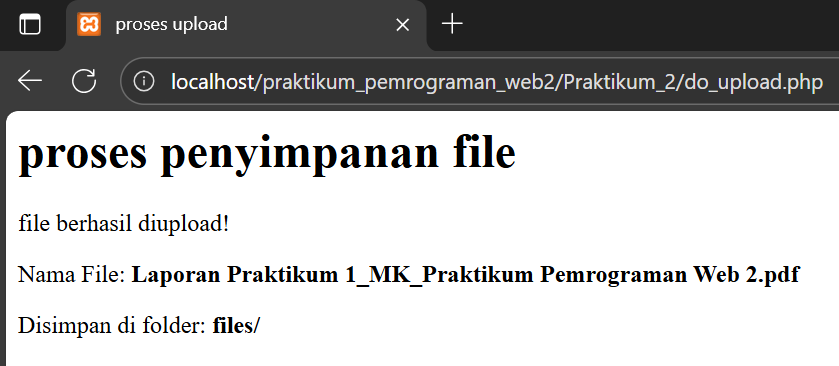 proses upload
localhost/praktikum_pemrograman_web2/Praktikum_2/do_upload.php
proses penyimpanan file
file berhasil diupload!
Nama File: Laporan Praktikum 1_MK_Praktikum Pemrograman Web 2.pdf
Disimpan di folder: files/